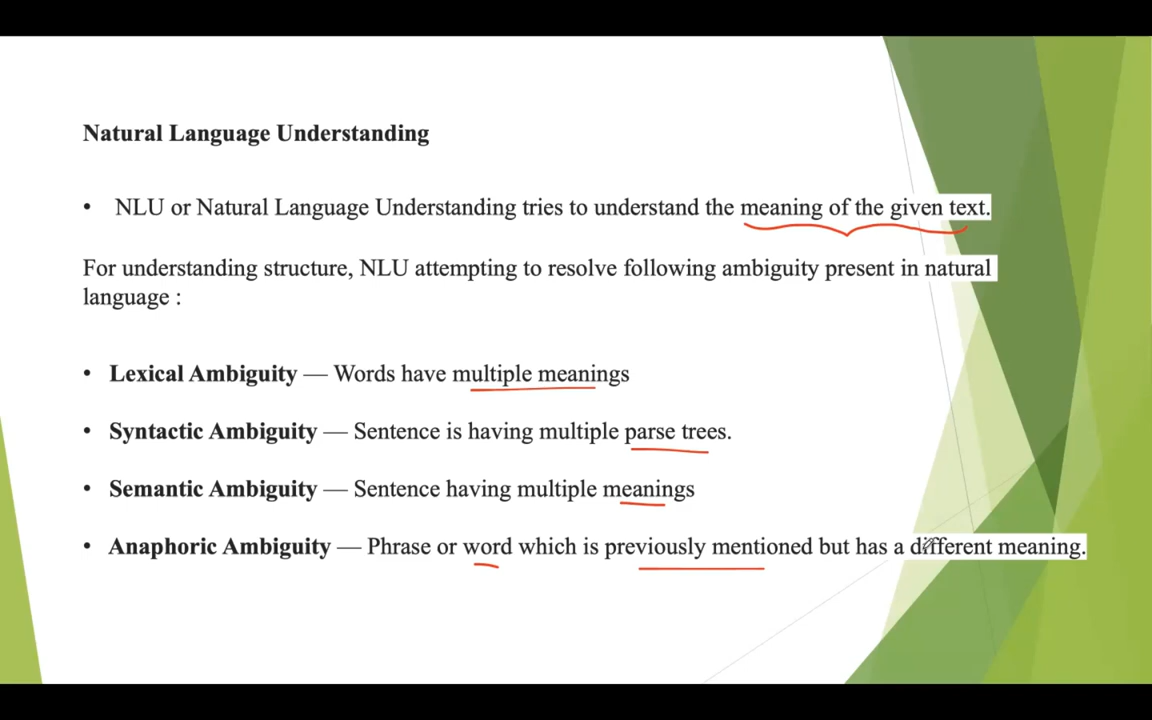 Natural Language Understanding
• NLU or Natural Language Understanding tries to understand the meaning of the given text.
For understanding structure, NLU attempting to resolve following ambiguity present in natural
language :
• Lexical Ambiguity — Words have multiple meanings
• Syntactic Ambiguity — Sentence is having multiple parse trees.
• Semantic Ambiguity — Sentence having multiple meanings
• Anaphoric Ambiguity — Phrase or word which is previously mentioned but has a different meaning.